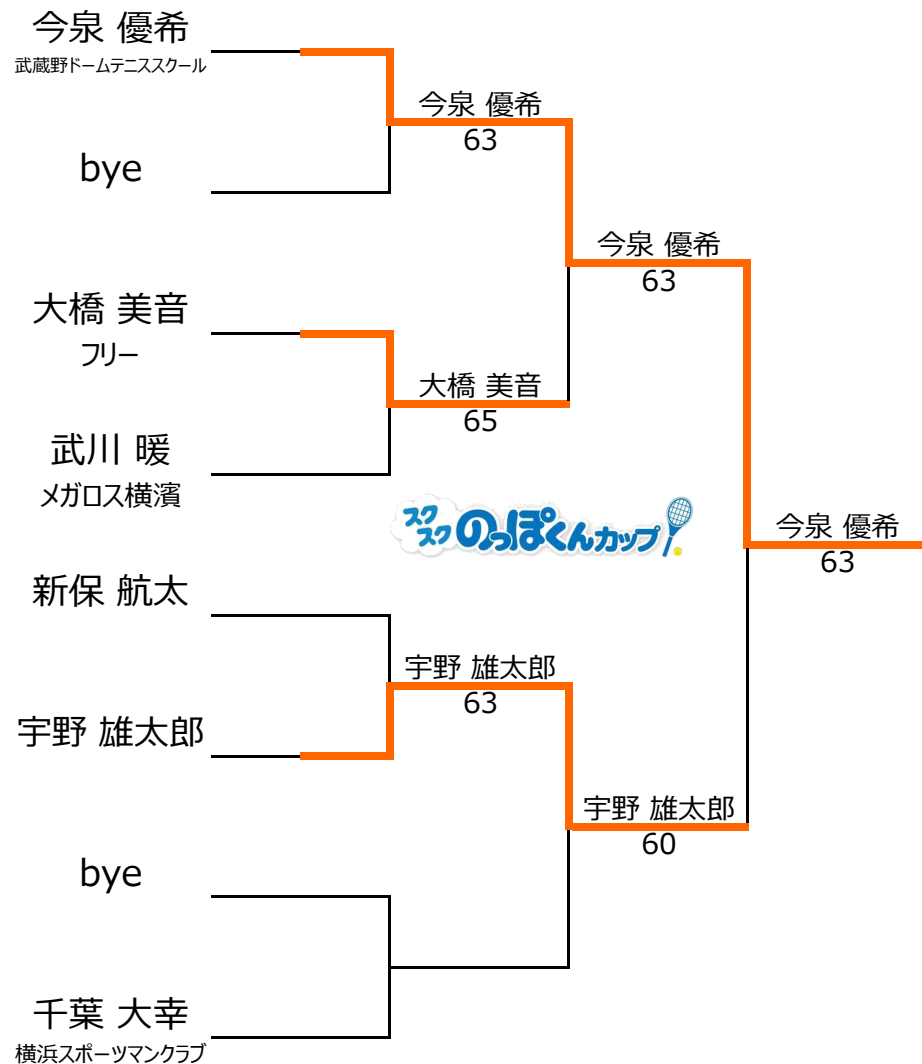 今泉 優希
武蔵野ドームテニススクール
今泉 優希
63
bye
今泉 優希
63
大橋 美音
フリー
大橋 美音
65
武川 暖
メガロス横濱
スクスクのっぽくんカップ
今泉 優希
63
新保 航太
宇野 雄太郎
63
宇野 雄太郎
宇野 雄太郎
60
bye
千葉 大幸
横浜スポーツマンクラブ